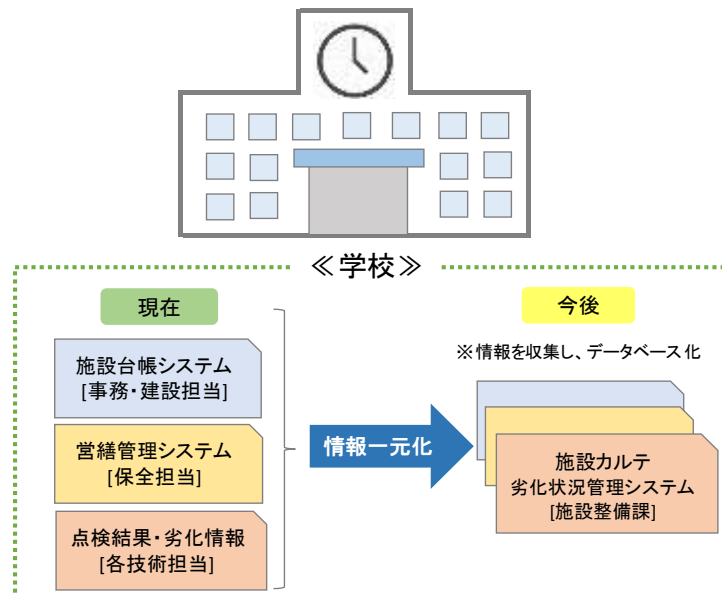 ≪学校≫
現在
施設台帳システム
[事務・建設担当]
営繕管理システム
[保全担当]
点検結果・劣化情報
[各技術担当]
情報一元化
今後
※情報を収集し、データベース化
施設カルテ
劣化状況管理システム
[施設整備課]